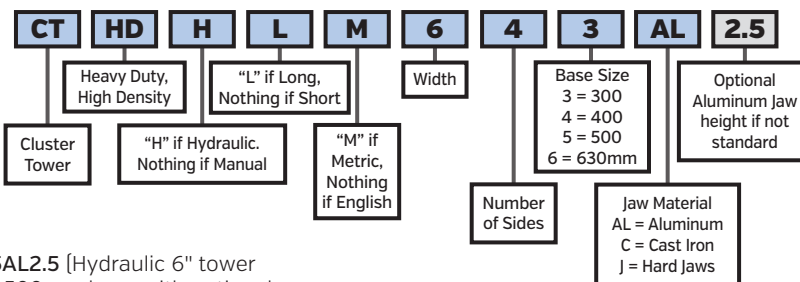 CT HD H L M 6 4 3 AL 2.5
Heavy Duty,
High Density
"L" if Long,
Nothing if Short
Width
Base Size
3 = 300
4 = 400
5 = 500
6 = 630mm
Optional
Aluminum Jaw
height if not
standard
Cluster
Tower
"H" if Hydraulic.
Nothing if Manual
"M" if
Metric,
Nothing
if English
Number
of Sides
Jaw Material
AL = Aluminum
C = Cast Iron
J = Hard Jaws
AL2.5 (Hydraulic 6" tower